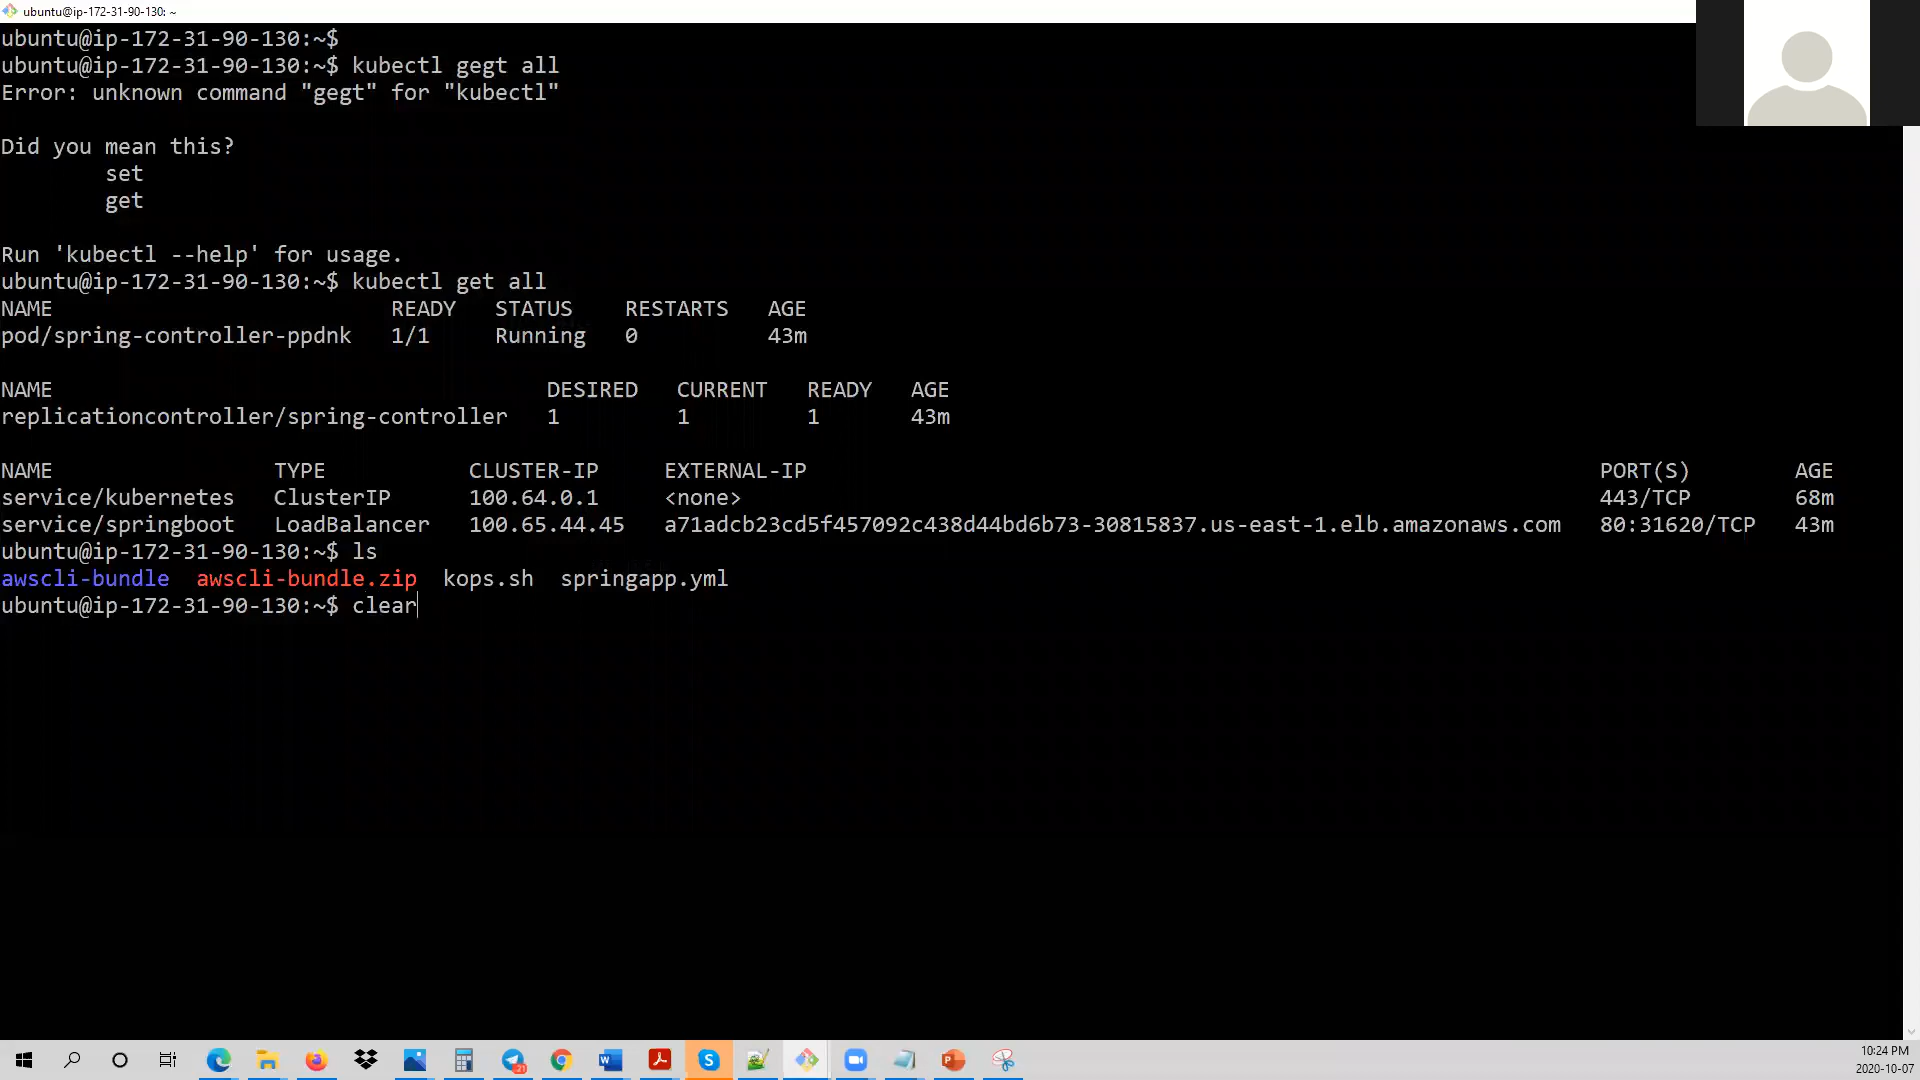 ubuntu@ip-172-31-90-130: ~
ubuntu@ip-172-31-90-130:~$
ubuntu@ip-172-31-90-130:~$ kubectl gegt all
Error: unknown command "gegt" for "kubectl"
Did you mean this?
set
get
Run 'kubectl --help' for usage.
ubuntu@ip-172-31-90-130:~$ kubectl get all
NAME READY STATUS RESTARTS AGE
pod/spring-controller-ppdnk 1/1 Running 0 43m
NAME DESIRED CURRENT READY AGE
replicationcontroller/spring-controller 1 1 1 43m
NAME TYPE CLUSTER-IP EXTERNAL-IP PORT(S) AGE
service/kubernetes ClusterIP 100.64.0.1 <none> 443/TCP 68m
service/springboot LoadBalancer 100.65.44.45 a71adcb23cd5f457092c438d44bd6b73-30815837.us-east-1.elb.amazonaws.com 80:31620/TCP 43m
ubuntu@ip-172-31-90-130:~$ ls
awscli-bundle awscli-bundle.zip kops.sh springapp.yml
ubuntu@ip-172-31-90-130:~$ clear
10:24 PM
2020-10-07